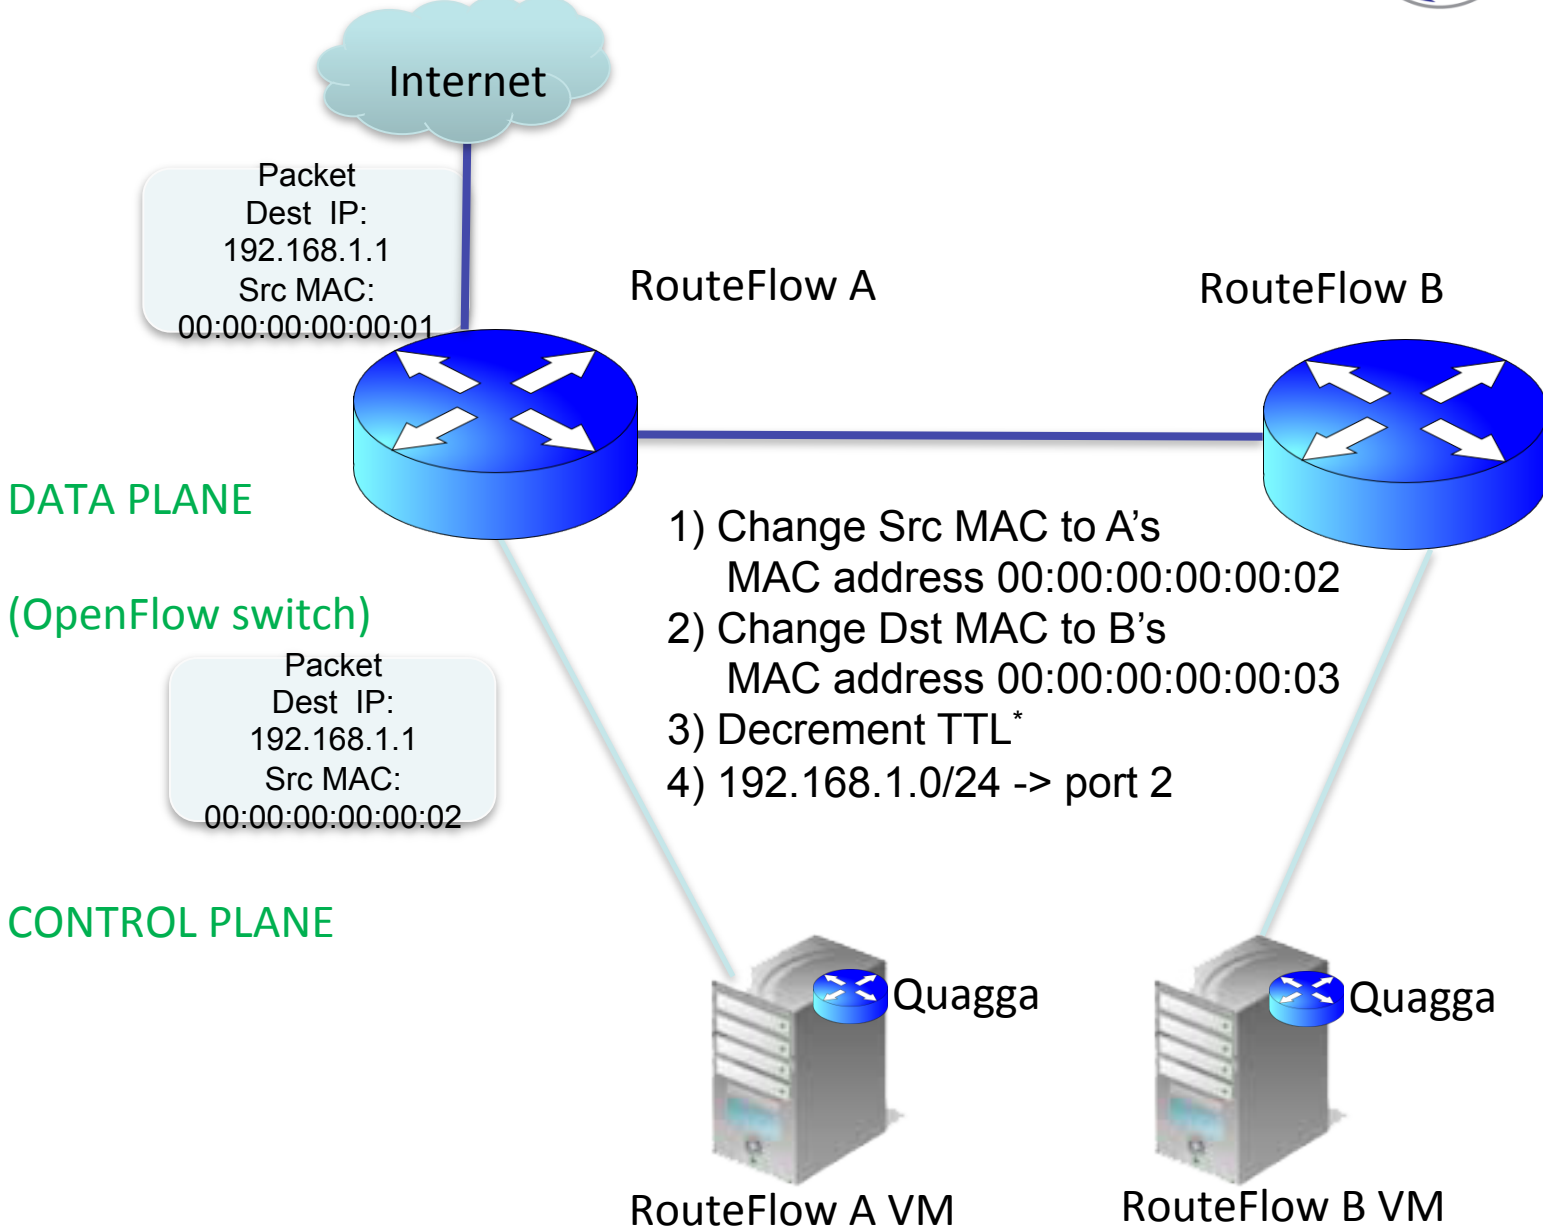 Internet
Packet
Dest IP:
192.168.1.1
Src MAC:
00:00:00:00:00:01
RouteFlow A
RouteFlow B
DATA PLANE
(OpenFlow switch)
1) Change Src MAC to A’s
MAC address 00:00:00:00:00:02
2) Change Dst MAC to B’s
MAC address 00:00:00:00:00:03
3) Decrement TTL*
4) 192.168.1.0/24 -> port 2
Packet
Dest IP:
192.168.1.1
Src MAC:
00:00:00:00:00:02
CONTROL PLANE
Quagga
Quagga
RouteFlow A VM
RouteFlow B VM